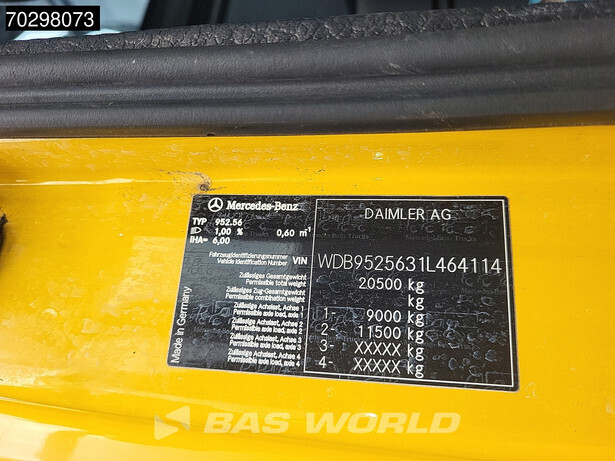 70298073
Mercedes-Benz
DAIMLER AG
TYP 952.56
1,00 % 0,60 m⁻¹
IHA= 6,00
Fahrzeugidentifizierungsnummer
Vehicle Identification Number VIN
WDB9525631L464114
Zulässiges Gesamtgewicht
Permissible total weight
20500 kg
Zulässiges Zug-Gesamtgewicht
Permissible combination weight
kg
Zulässige Achslast, Achse 1
Permissible axle load, axle 1
1- 9000 kg
Zulässige Achslast, Achse 2
Permissible axle load, axle 2
2- 11500 kg
Zulässige Achslast, Achse 3
Permissible axle load, axle 3
3- XXXXX kg
Zulässige Achslast, Achse 4
Permissible axle load, axle 4
4- XXXXX kg
Made in Germany
BAS WORLD